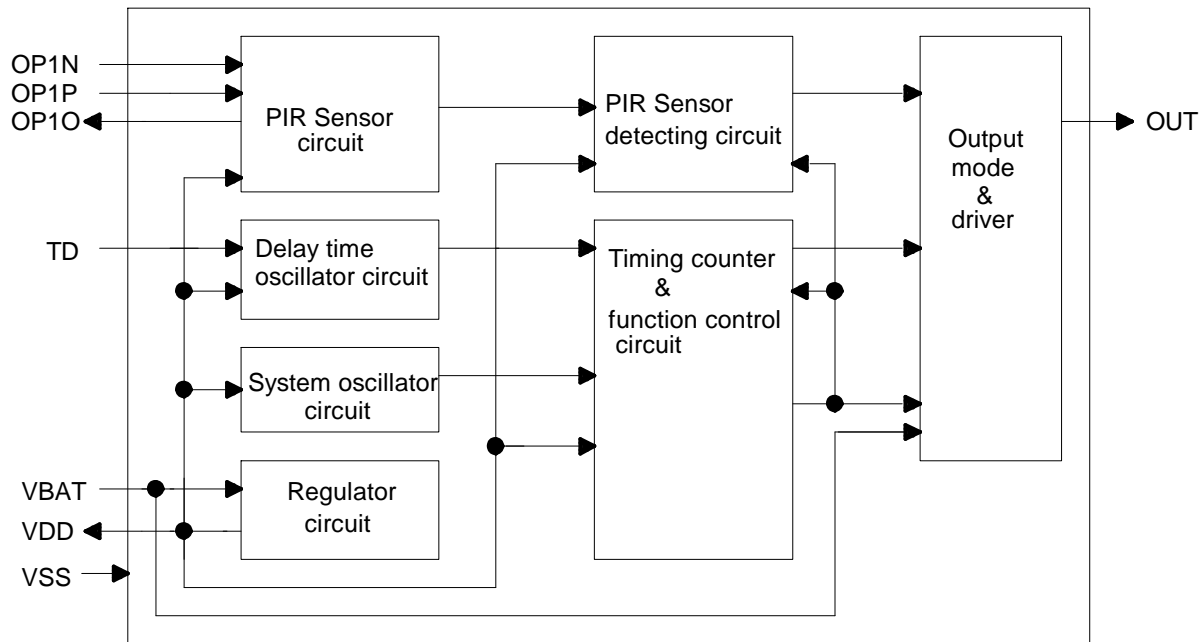 OP1N
OP1P
OP1O
PIR Sensor
circuit
PIR Sensor
detecting circuit
Output
mode
&
driver
OUT
TD
Delay time
oscillator circuit
Timing counter
&
function control
circuit
System oscillator
circuit
VBAT
VDD
VSS
Regulator
circuit